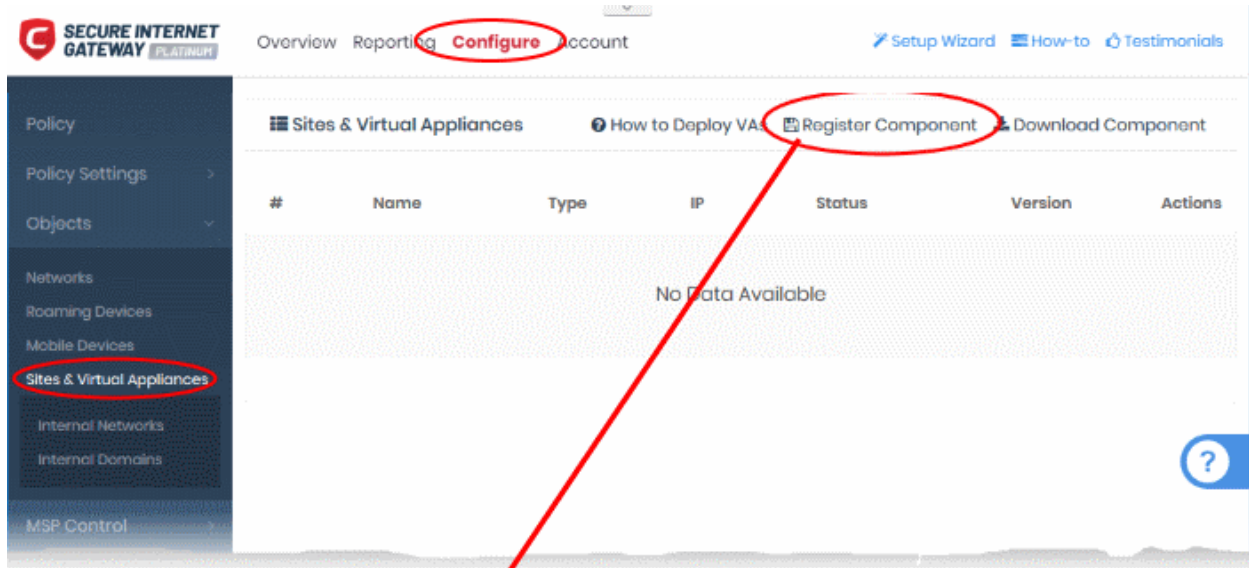 SECURE INTERNET
GATEWAY PLATINUM
Overview Reporting Configure Account
Setup Wizard How-to Testimonials
Policy
Policy Settings
Objects
Networks
Roaming Devices
Mobile Devices
Sites & Virtual Appliances
Internal Networks
Internal Domains
MSP Control
Sites & Virtual Appliances How to Deploy VAs Register Component Download Component
# Name Type IP Status Version Actions
No Data Available
?